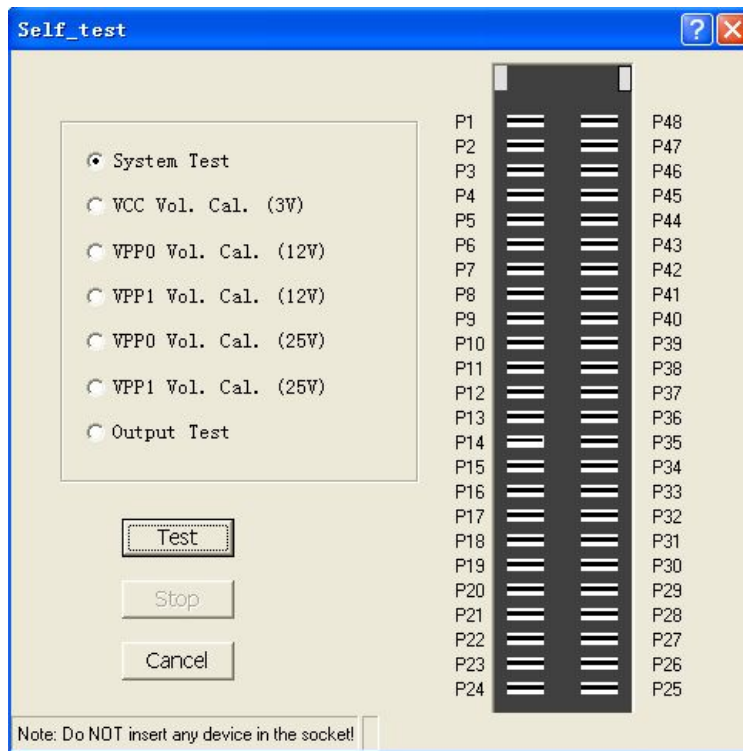 Self_test
System Test
VCC Vol. Cal. (3V)
VPP0 Vol. Cal. (12V)
VPP1 Vol. Cal. (12V)
VPP0 Vol. Cal. (25V)
VPP1 Vol. Cal. (25V)
Output Test
Test
Stop
Cancel
P1 P48
P2 P47
P3 P46
P4 P45
P5 P44
P6 P43
P7 P42
P8 P41
P9 P40
P10 P39
P11 P38
P12 P37
P13 P36
P14 P35
P15 P34
P16 P33
P17 P32
P18 P31
P19 P30
P20 P29
P21 P28
P22 P27
P23 P26
P24 P25
Note: Do NOT insert any device in the socket!